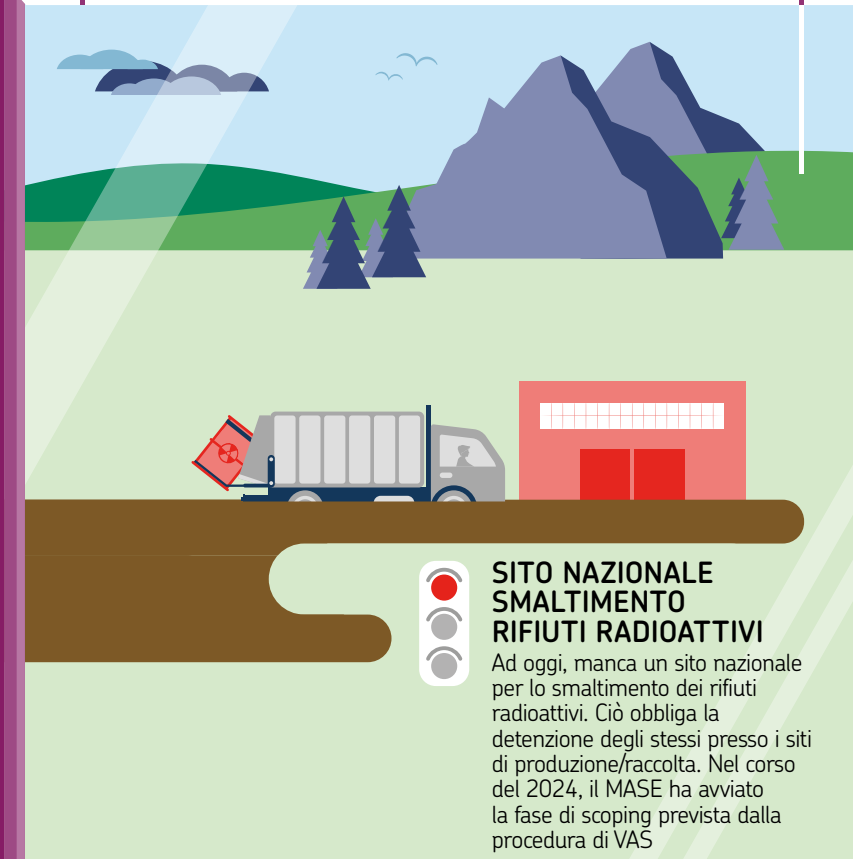 SITO NAZIONALE
SMALTIMENTO
RIFIUTI RADIOATTIVI
Ad oggi, manca un sito nazionale
per lo smaltimento dei rifiuti
radioattivi. Ciò obbliga la
detenzione degli stessi presso i siti
di produzione/raccolta. Nel corso
del 2024, il MASE ha avviato
la fase di scoping prevista dalla
procedura di VAS